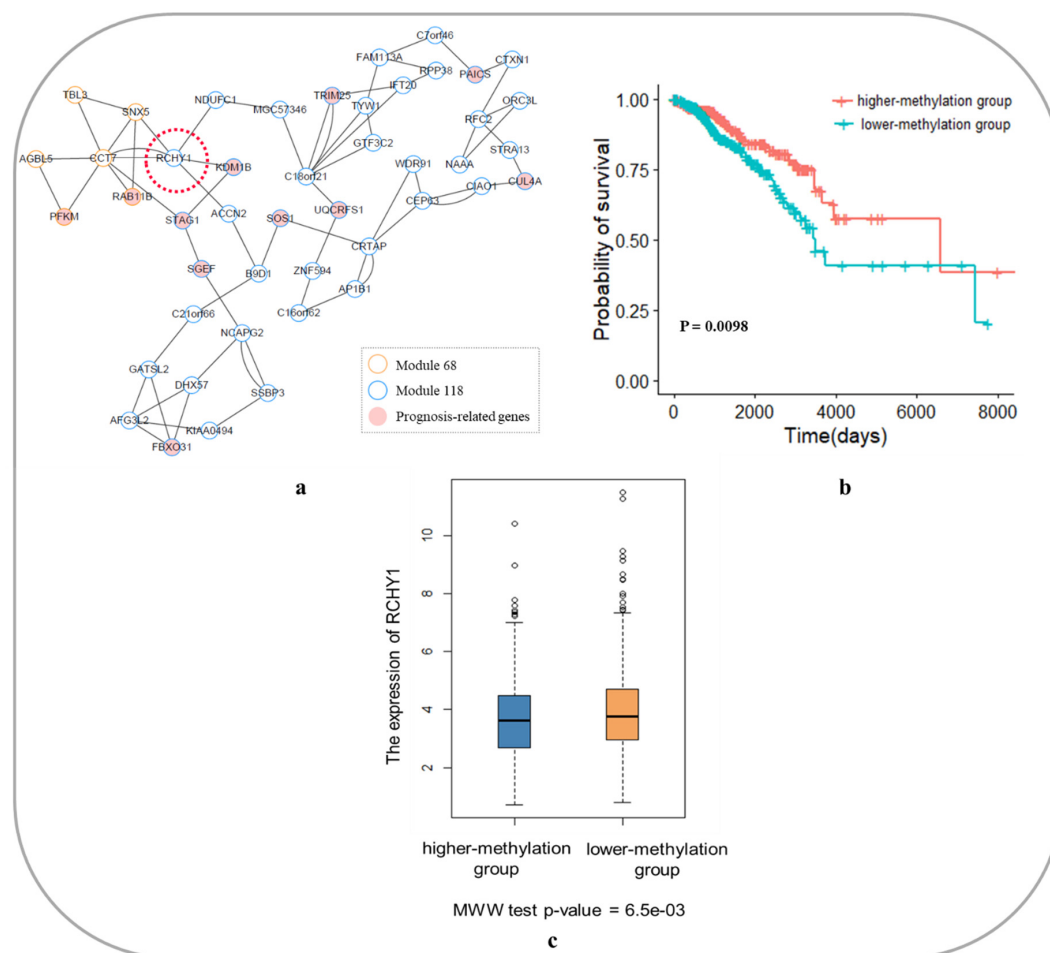 C7orf46
FAM113A
CTXN1
PAICS
RPP38
IFT20
TBL3
NDUFC1
TRIM25
ORC3L
SNX5
MGC57346
TYW1
RFC2
GTF3C2
STRA13
AGBL5
CCT7
RCHY1
KDM1B
WDR91
NAAA
C18orf21
CUL4A
CIAO1
RAB11B
CEP63
PFKM
STAG1
ACCN2
SOS1
UQCRFS1
CRTAP
SGEF
B9D1
ZNF594
AP1B1
C21orf66
C16orf62
NCAPG2
GATSL2
DHX57
SSBP3
AFG3L2
KIAA0494
FBXO31
Module 68
Module 118
Prognosis-related genes
a
higher-methylation group
lower-methylation group
Probability of survival
1.00
0.75
0.50
0.25
0.00
P = 0.0098
0 2000 4000 6000 8000
Time(days)
b
The expression of RCHY1
10
8
6
4
2
higher-methylation lower-methylation
group group
MWW test p-value = 6.5e-03
c